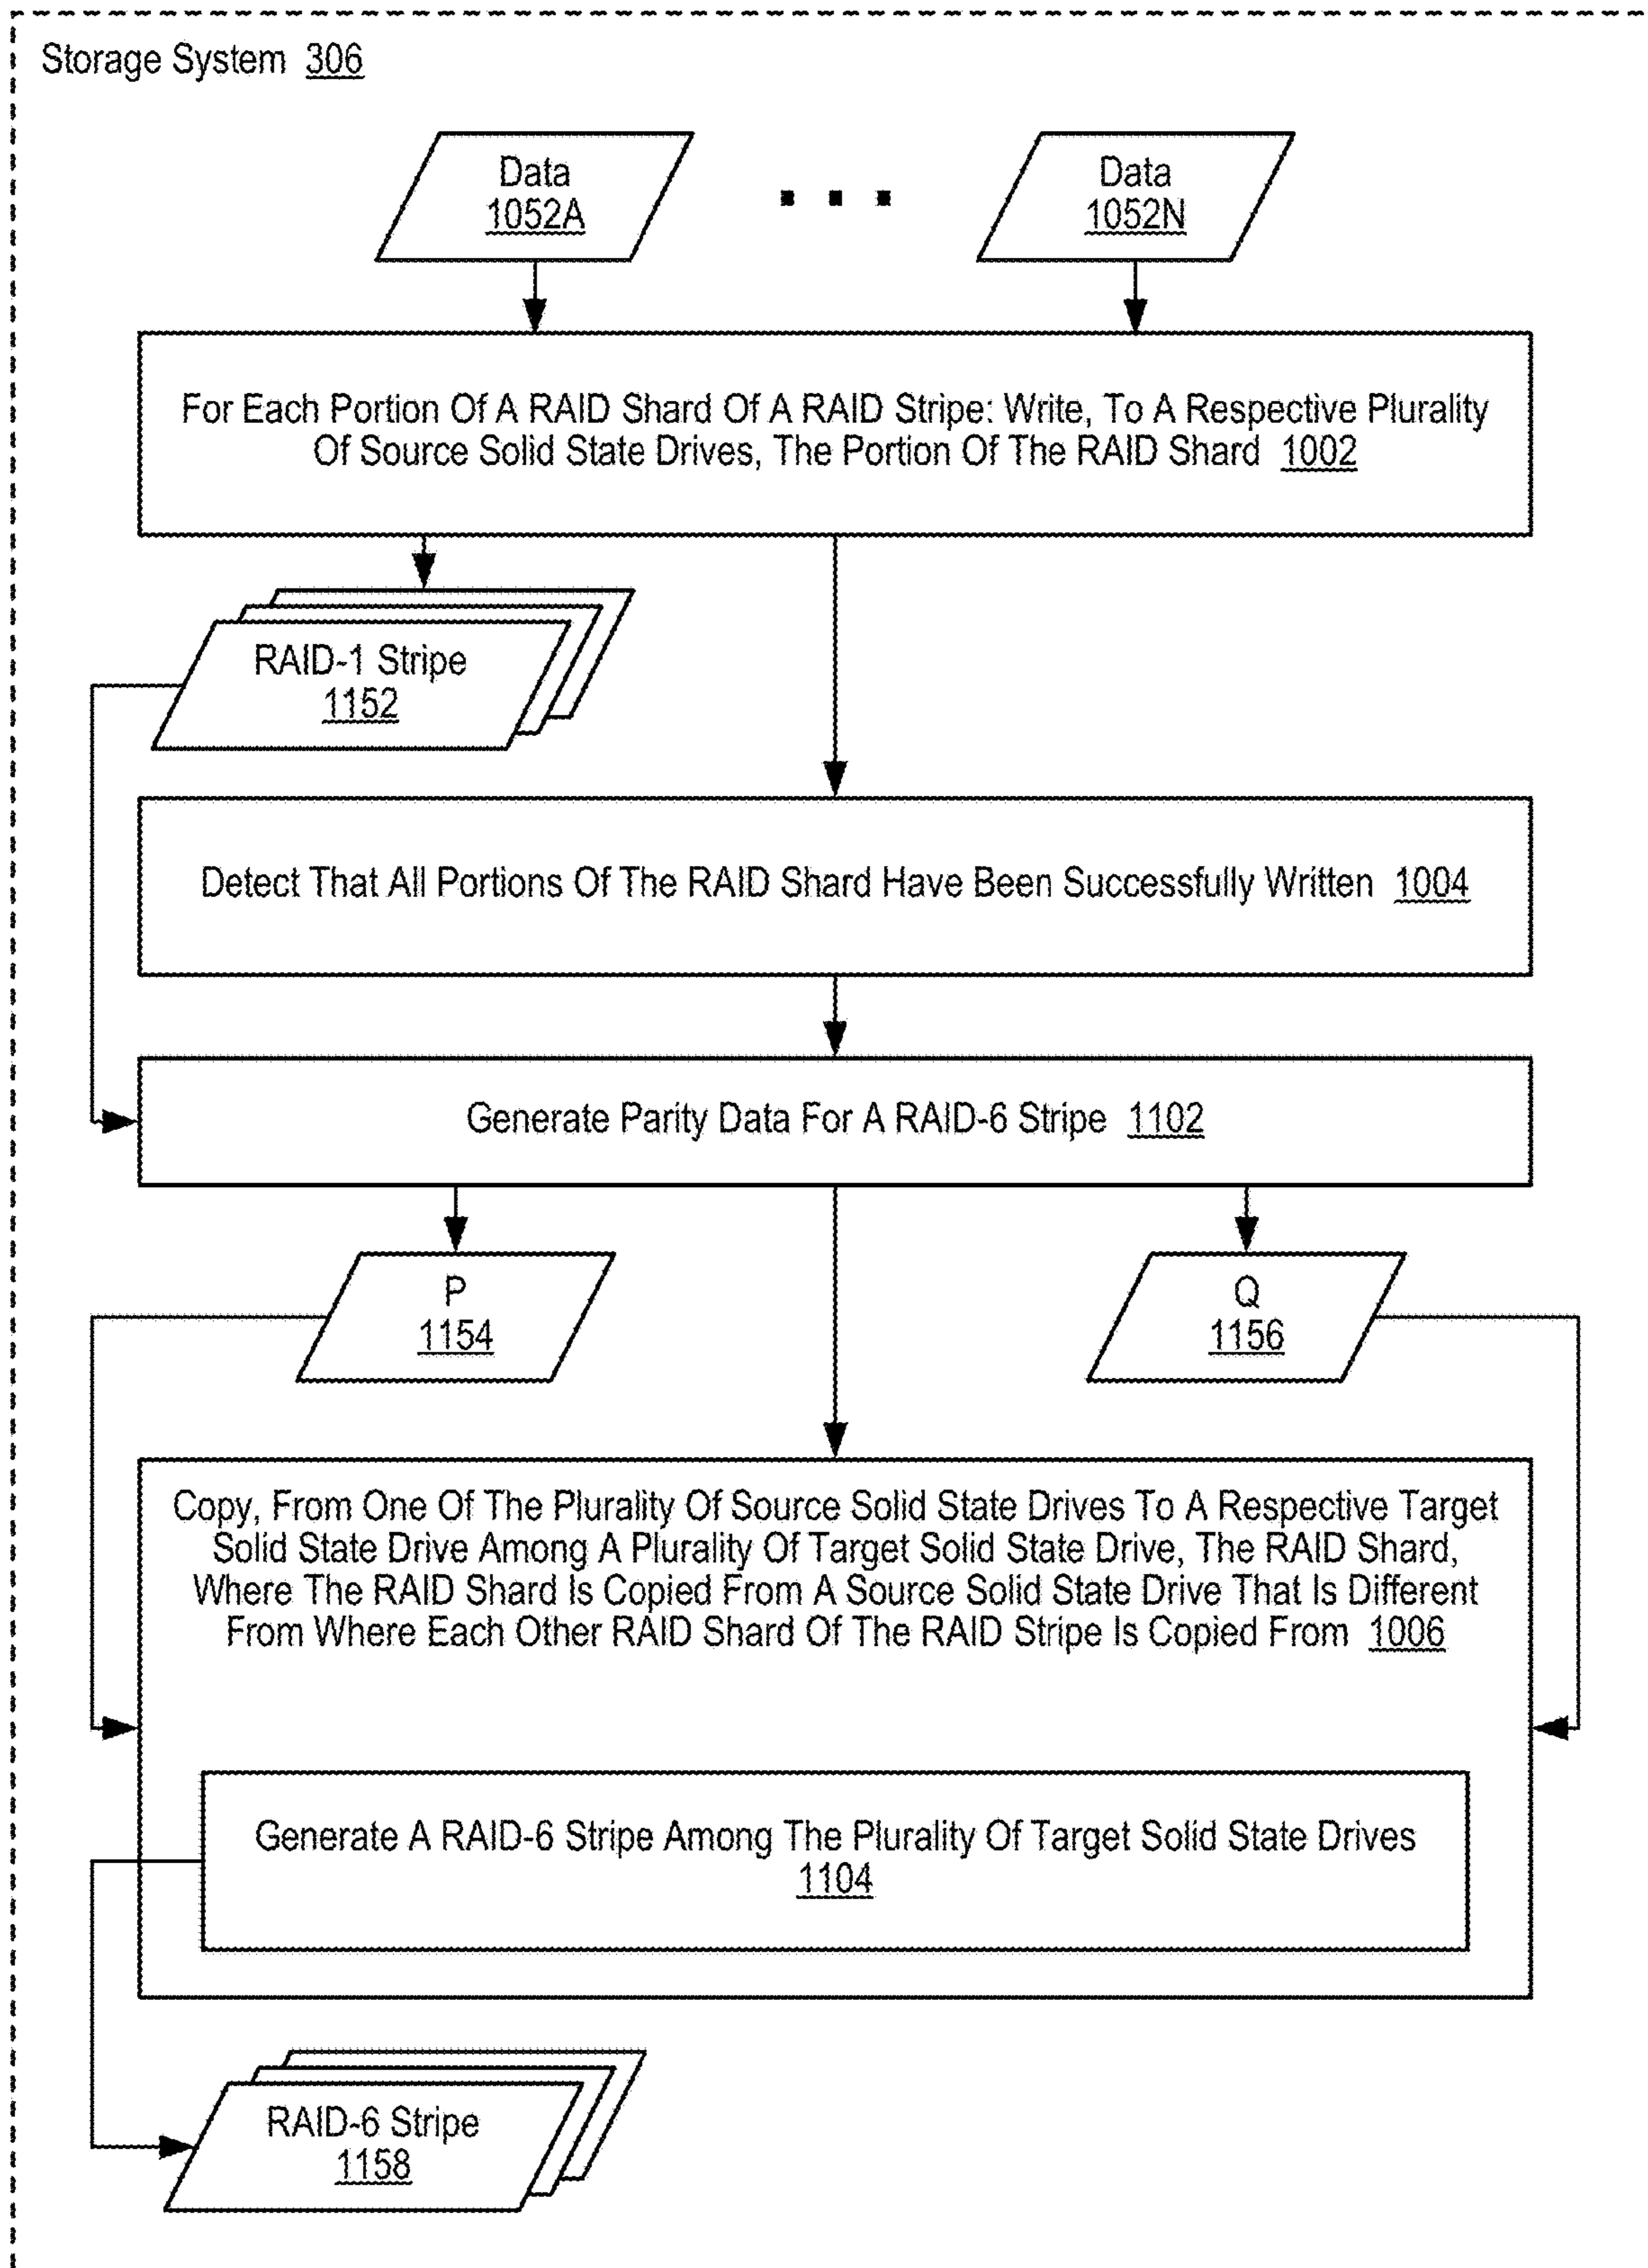 Storage System 306
Data
1052A
Data
1052N
For Each Portion Of A RAID Shard Of A RAID Stripe: Write, To A Respective Plurality
Of Source Solid State Drives, The Portion Of The RAID Shard 1002
RAID-1 Stripe
1152
Detect That All Portions Of The RAID Shard Have Been Successfully Written 1004
Generate Parity Data For A RAID-6 Stripe 1102
P
1154
Q
1156
Copy, From One Of The Plurality Of Source Solid State Drives To A Respective Target
Solid State Drive Among A Plurality Of Target Solid State Drive, The RAID Shard,
Where The RAID Shard Is Copied From A Source Solid State Drive That Is Different
From Where Each Other RAID Shard Of The RAID Stripe Is Copied From 1006
Generate A RAID-6 Stripe Among The Plurality Of Target Solid State Drives
1104
RAID-6 Stripe
1158